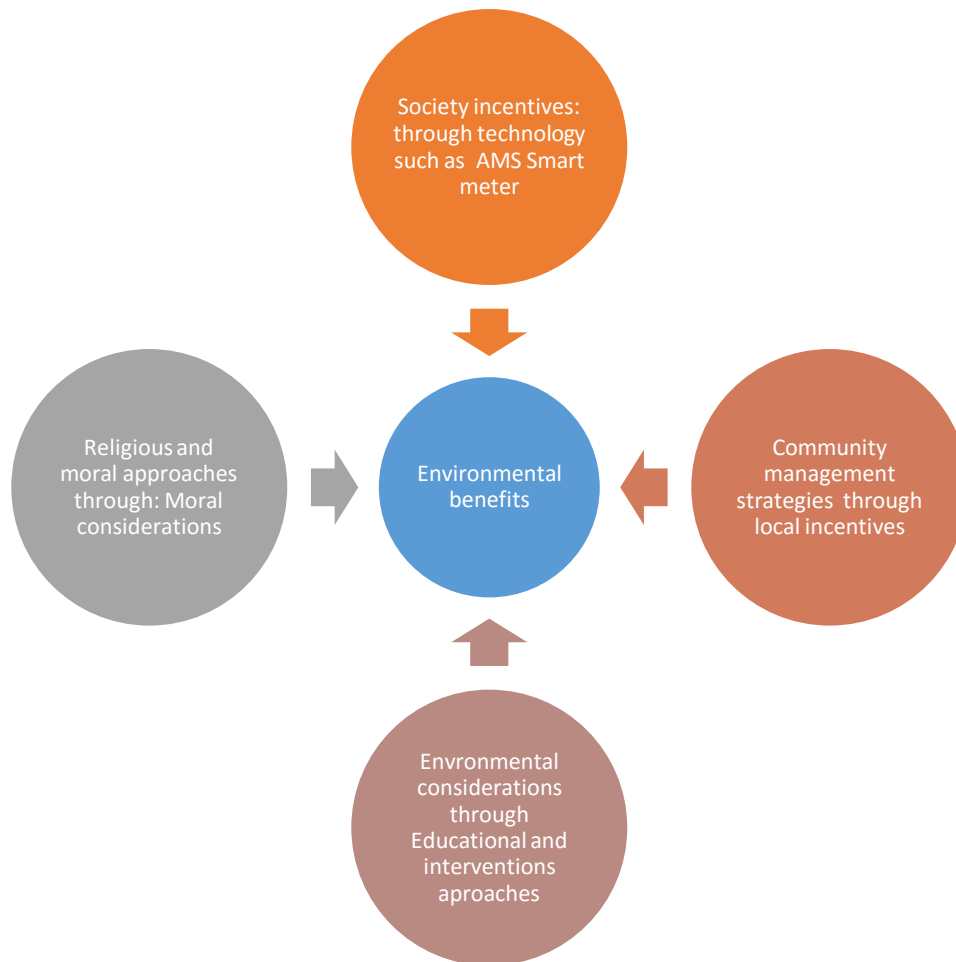 Society incentives:
through technology
such as AMS Smart
meter
Religious and
moral approaches
through: Moral
considerations
Environmental
benefits
Community
management
strategies through
local incentives
Envronmental
considerations
through
Educational and
interventions
aproaches